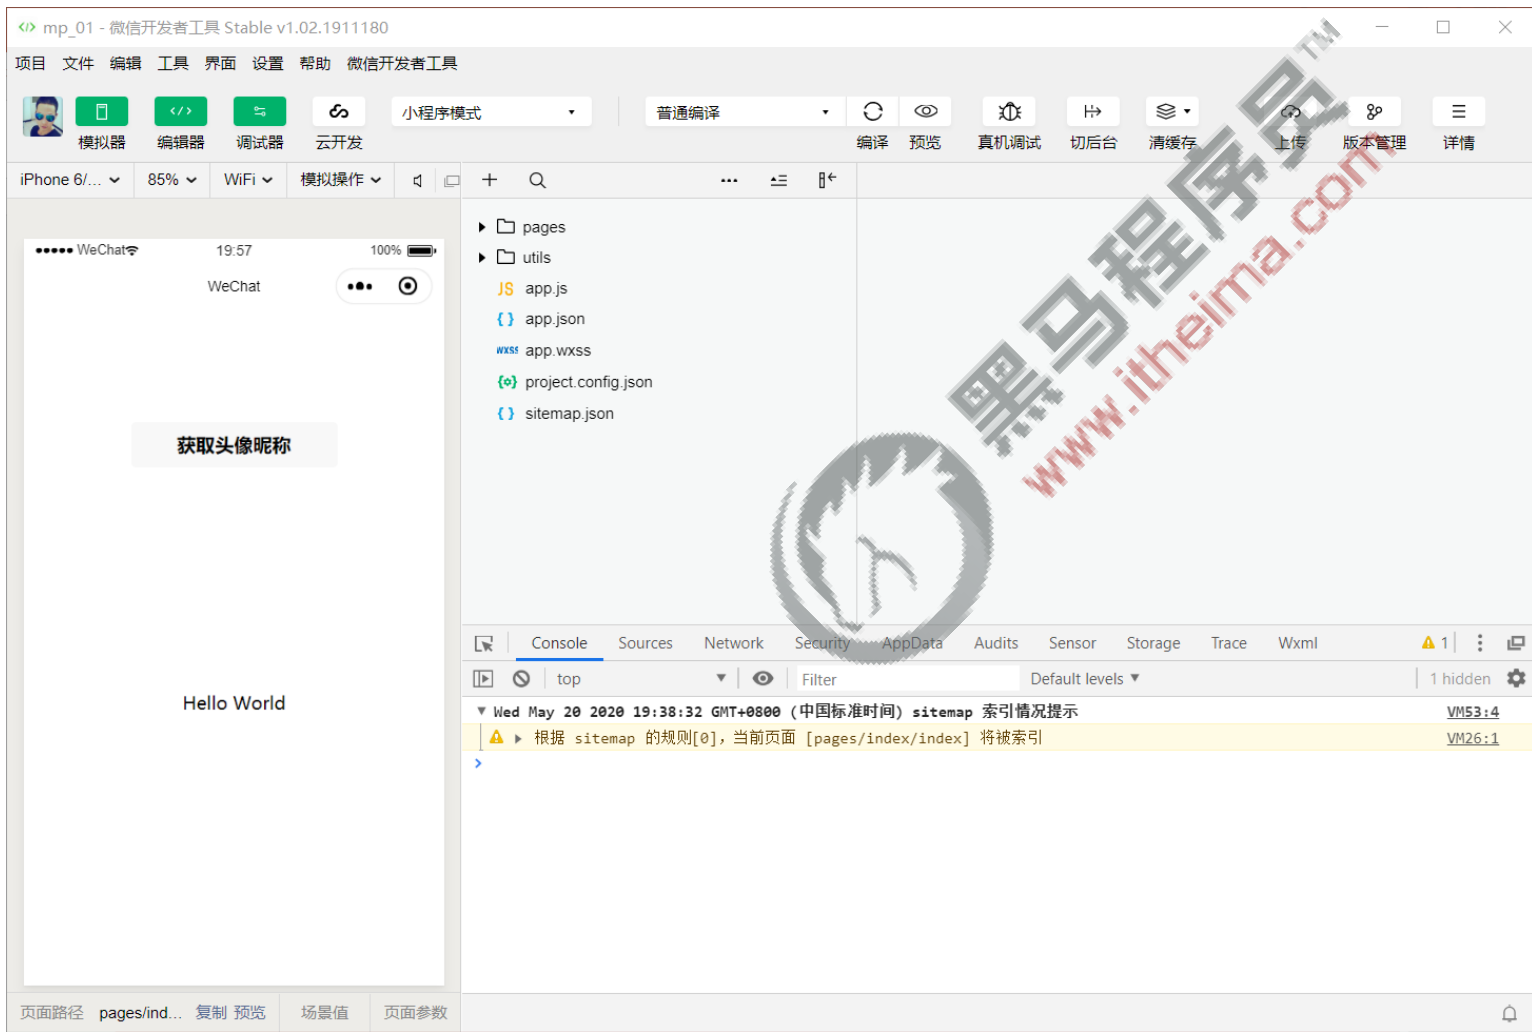 mp_01 - 微信开发者工具 Stable v1.02.1911180
项目 文件 编辑 工具 界面 设置 帮助 微信开发者工具
小程序模式 普通编译
模拟器 编辑器 调试器 云开发 编译 预览 真机调试 切后台 清缓存 上传 版本管理 详情
iPhone 6/... 85% WiFi 模拟操作
WeChat 19:57 100%
WeChat
获取头像昵称
Hello World
页面路径 pages/ind... 复制 预览 场景值 页面参数
pages
utils
JS app.js
{ } app.json
WXSS app.wxss
project.config.json
{ } sitemap.json
黑马程序员™
www.itheima.com
Console Sources Network Security AppData Audits Sensor Storage Trace Wxml 1
top Filter Default levels 1 hidden
Wed May 20 2020 19:38:32 GMT+0800 (中国标准时间) sitemap 索引情况提示 VM53:4
根据 sitemap 的规则[0]，当前页面 [pages/index/index] 将被索引 VM26:1